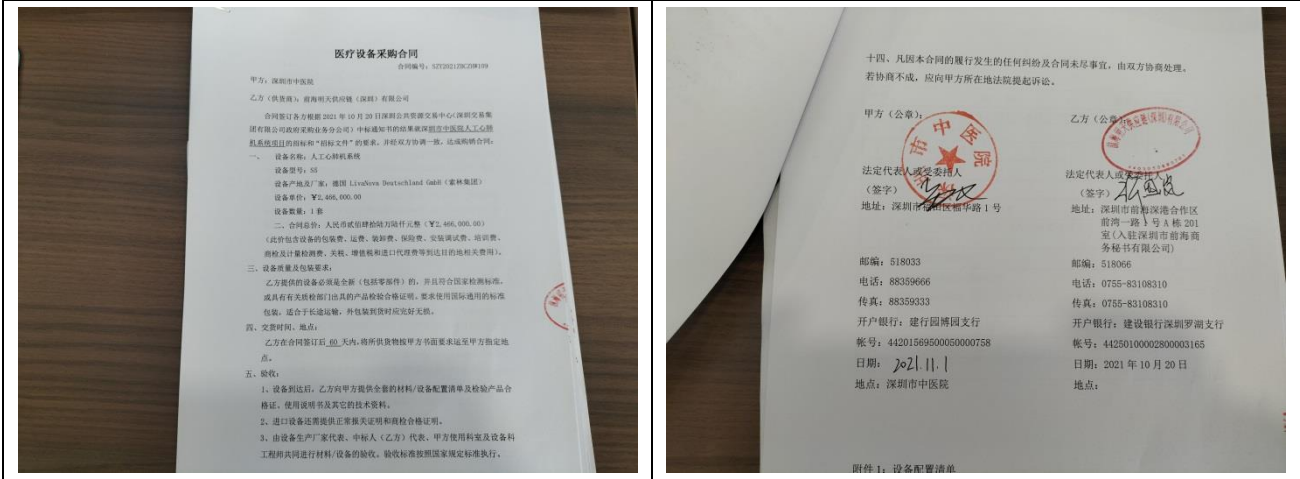 医疗设备采购合同
合同编号：SZY2021ZBCZHW109
甲方：深圳市中医院
乙方（供货商）：前海明天供应链（深圳）有限公司
合同签订各方根据 2021 年 10 月 20 日深圳公共资源交易中心（深圳交易集
团有限公司政府采购业务分公司）中标通知书的结果就深圳市中医院人工心肺
机系统项目的招标和“招标文件”的要求，并经双方协调一致，达成购销合同：
一、 设备名称：人工心肺机系统
设备型号：S5
设备产地及厂家：德国 LivaNova Deutschland GmbH（索林集团）
设备单价：￥2,466,000.00
设备数量：1 套
二、合同总价：人民币贰佰肆拾陆万陆仟元整（￥2,466,000.00）
（此价包含设备的包装费、运费、装卸费、保险费、安装调试费、培训费、
商检及计量检测费、关税、增值税和进口代理费等到达目的地相关费用）。
三、设备质量及包装要求：
乙方提供的设备必须是全新（包括零部件）的，并且符合国家检测标准，
或具有有关质检部门出具的产品检验合格证明。要求使用国际通用的标准
包装，适合于长途运输，外包装到货时应完好无损。
四、交货时间、地点：
乙方在合同签订后 60 天内，将所供货物按甲方书面要求运至甲方指定地
点。
五、验收：
1、设备到达后，乙方向甲方提供全套的材料/设备配置清单及检验产品合
格证、使用说明书及其它的技术资料。
2、进口设备还需提供正常报关证明和商检合格证明。
3、由设备生产厂家代表、中标人（乙方）代表、甲方使用科室及设备科
工程师共同进行材料/设备的验收。验收标准按照国家规定标准执行。
十四、凡因本合同的履行发生的任何纠纷及合同未尽事宜，由双方协商处理。
若协商不成，应向甲方所在地法院提起诉讼。
甲方（公章）：
深圳市中医院
法定代表人或受委托人
（签字）
地址：深圳市福田区福华路 1 号
邮编：518033
电话：88359666
传真：88359333
开户银行：建行园博园支行
帐号：44201569500050000758
日期：2021.11.1
地点：深圳市中医院
乙方（公章）：
前海明天供应链(深圳)有限公司
法定代表人或受委托人
（签字）
地址：深圳市前海深港合作区
前湾一路 1 号 A 栋 201
室（入驻深圳市前海商
务秘书有限公司）
邮编：518066
电话：0755-83108310
传真：0755-83108310
开户银行：建设银行深圳罗湖支行
帐号：44250100002800003165
日期：2021 年 10 月 20 日
地点：
附件 1：设备配置清单